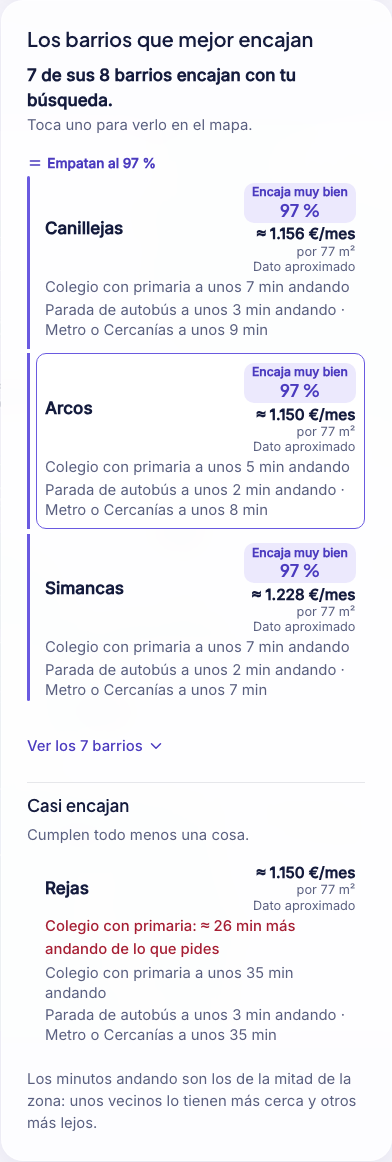 Los barrios que mejor encajan
7 de sus 8 barrios encajan con tu
búsqueda.
Toca uno para verlo en el mapa.
= Empatan al 97 %
Encaja muy bien
97 %
Canillejas
≈ 1.156 €/mes
por 77 m²
Dato aproximado
Colegio con primaria a unos 7 min andando
Parada de autobús a unos 3 min andando ·
Metro o Cercanías a unos 9 min
Encaja muy bien
97 %
Arcos
≈ 1.150 €/mes
por 77 m²
Dato aproximado
Colegio con primaria a unos 5 min andando
Parada de autobús a unos 2 min andando ·
Metro o Cercanías a unos 8 min
Encaja muy bien
97 %
Simancas
≈ 1.228 €/mes
por 77 m²
Dato aproximado
Colegio con primaria a unos 7 min andando
Parada de autobús a unos 2 min andando ·
Metro o Cercanías a unos 7 min
Ver los 7 barrios
Casi encajan
Cumplen todo menos una cosa.
Rejas
≈ 1.150 €/mes
por 77 m²
Dato aproximado
Colegio con primaria: ≈ 26 min más
andando de lo que pides
Colegio con primaria a unos 35 min
andando
Parada de autobús a unos 3 min andando ·
Metro o Cercanías a unos 35 min
Los minutos andando son los de la mitad de la
zona: unos vecinos lo tienen más cerca y otros
más lejos.